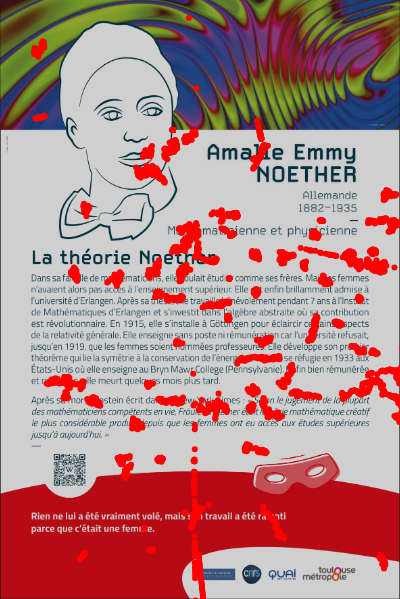 Amalie Emmy
NOETHER
Allemande
1882-1935
et physicienne
La théorie Noether
Dans sa famille de mathématiciens, elle voulait étudier comme ses frères. Mais les femmes
n'avaient alors pas accès à l'enseignement supérieur. Elle est enfin brillamment admise à
l'université d'Erlangen. Après sa thèse, elle travaille bénévolement pendant 7 ans à l'Institut
de Mathématiques d'Erlangen et s'investit dans l'algèbre abstraite où sa contribution
est révolutionnaire. En 1915, elle s'installe à Göttingen pour éclaircir certains aspects
de la relativité générale. Elle enseigne sans poste ni rémunération car l'université refusait,
jusqu'en 1919, que les femmes soient nommées professeures. Elle développe son premier
théorème qui lie la symétrie à la conservation de l'énergie. se réfugie en 1933 aux
États-Unis où elle enseigne au Bryn Mawr College (Pennsylvanie), enfin bien rémunérée
et elle meurt quelques mois plus tard.
Après sa mort, Einstein écrit dans « Selon le jugement de la plupart
des mathématiciens compétents en vie, Fraulein Noether était le génie mathématique créatif
le plus considérable produit depuis que les femmes ont eu accès aux études supérieures
jusqu'à aujourd'hui. »
Rien ne lui a été vraiment volé, mais son travail a été ralenti
parce que c'était une femme.
cnrs
QUAI
toulouse
métropole